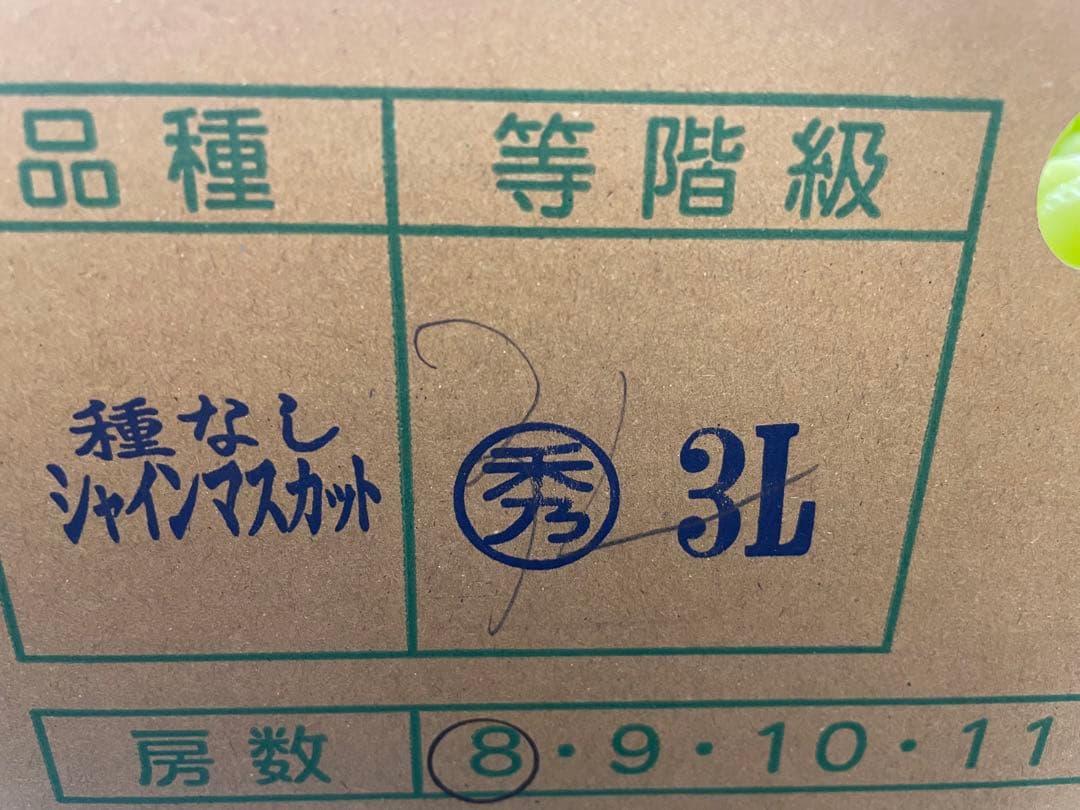 品種 等階級
種なし
シャインマスカット
秀 3L
3L
房数 8・9・10・11